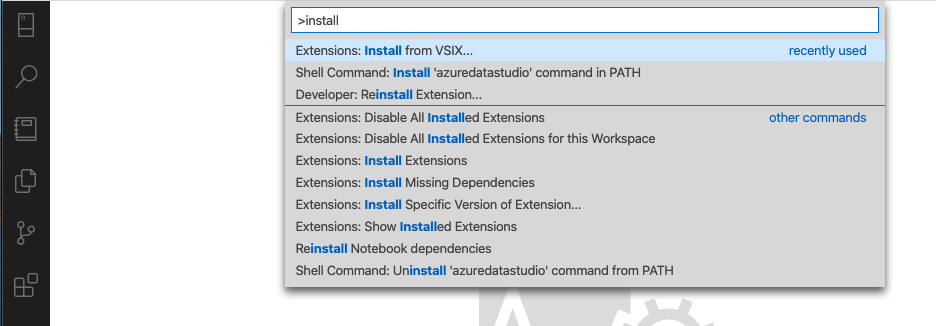 >install
Extensions: Install from VSIX... recently used
Shell Command: Install 'azuredatastudio' command in PATH
Developer: Reinstall Extension...
Extensions: Disable All Installed Extensions other commands
Extensions: Disable All Installed Extensions for this Workspace
Extensions: Install Extensions
Extensions: Install Missing Dependencies
Extensions: Install Specific Version of Extension...
Extensions: Show Installed Extensions
Reinstall Notebook dependencies
Shell Command: Uninstall 'azuredatastudio' command from PATH